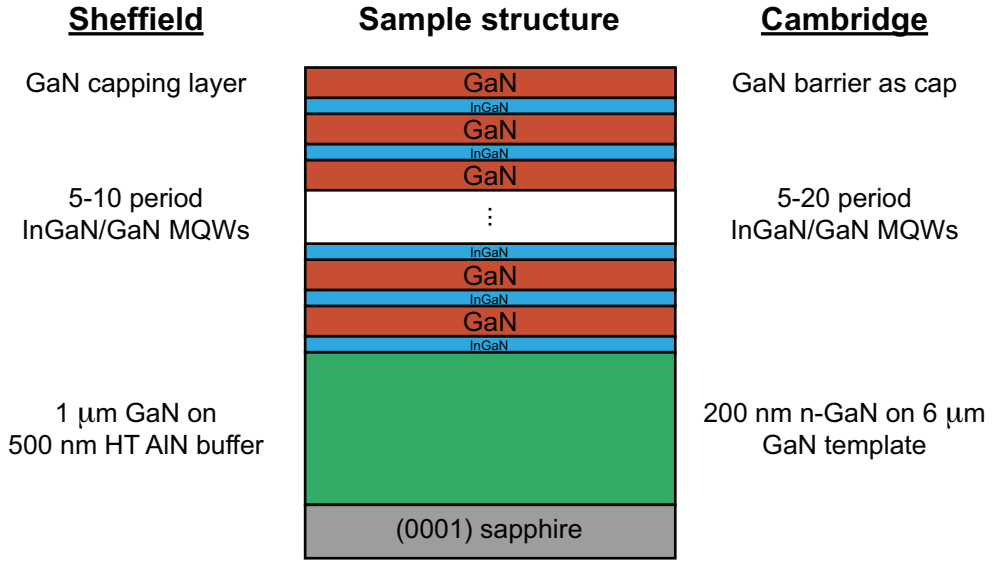 Sheffield
Sample structure
Cambridge
GaN capping layer
GaN
GaN barrier as cap
InGaN
GaN
InGaN
GaN
5-10 period
InGaN/GaN MQWs
⋮
5-20 period
InGaN/GaN MQWs
InGaN
GaN
InGaN
GaN
InGaN
1 μm GaN on
500 nm HT AlN buffer
200 nm n-GaN on 6 μm
GaN template
(0001) sapphire